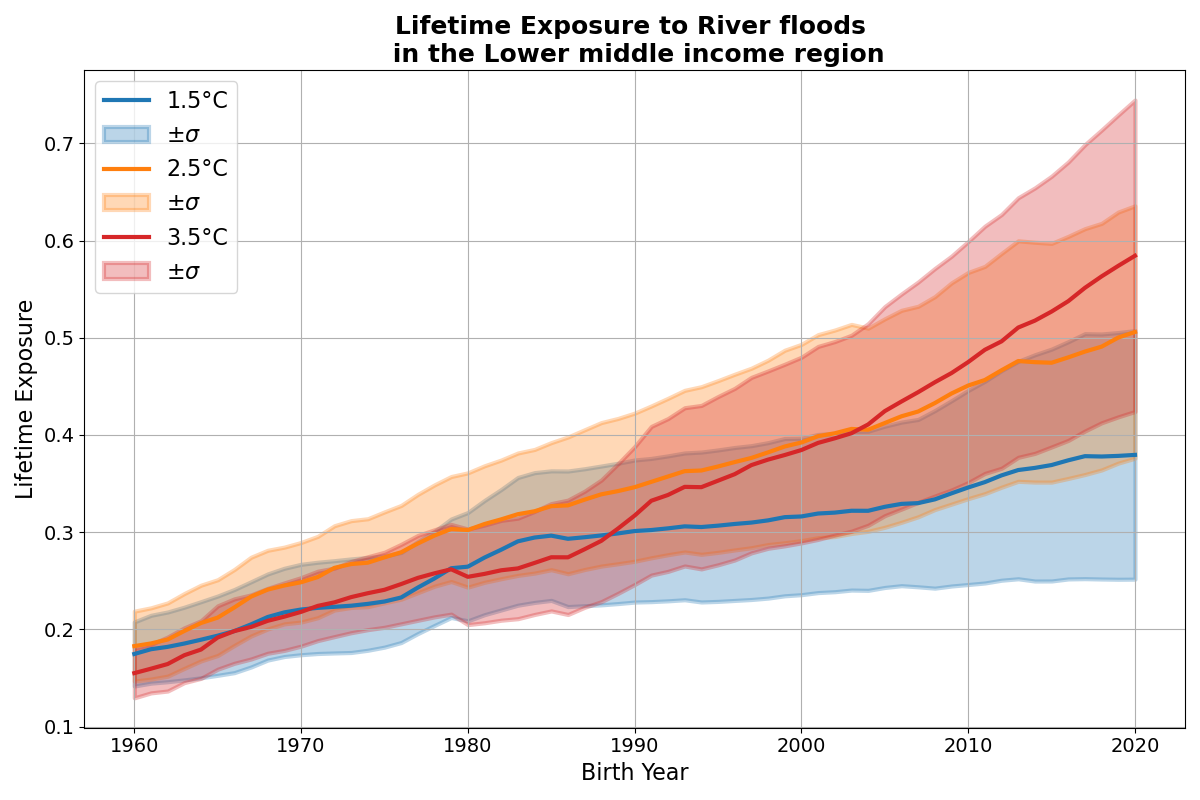 Lifetime Exposure to River floods
in the Lower middle income region
1.5°C
±σ
2.5°C
±σ
3.5°C
±σ
Lifetime Exposure
0.7
0.6
0.5
0.4
0.3
0.2
0.1
1960 1970 1980 1990 2000 2010 2020
Birth Year